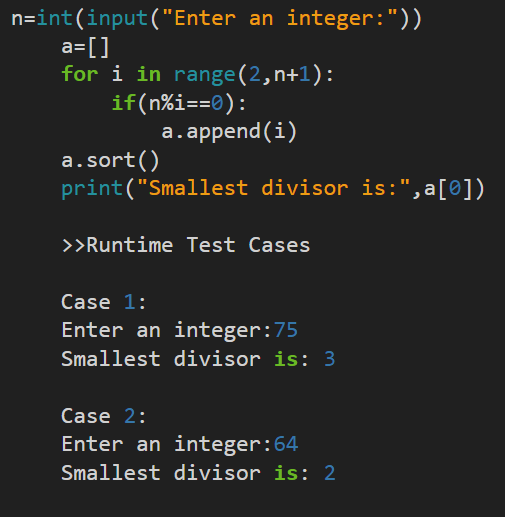 n=int(input("Enter an integer:"))
    a=[]
    for i in range(2,n+1):
        if(n%i==0):
            a.append(i)
    a.sort()
    print("Smallest divisor is:",a[0])

    >>Runtime Test Cases

    Case 1:
    Enter an integer:75
    Smallest divisor is: 3

    Case 2:
    Enter an integer:64
    Smallest divisor is: 2